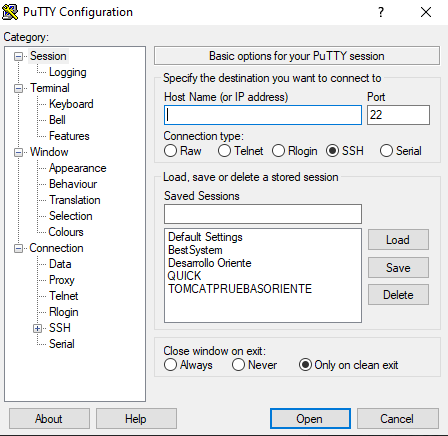 PuTTY Configuration
Category:
Session
Logging
Terminal
Keyboard
Bell
Features
Window
Appearance
Behaviour
Translation
Selection
Colours
Connection
Data
Proxy
Telnet
Rlogin
SSH
Serial
Basic options for your PuTTY session
Specify the destination you want to connect to
Host Name (or IP address) Port
22
Connection type:
Raw Telnet Rlogin SSH Serial
Load, save or delete a stored session
Saved Sessions
Default Settings
BestSystem
Desarrollo Oriente
QUICK
TOMCATPRUEBASORIENTE
Load
Save
Delete
Close window on exit:
Always Never Only on clean exit
About Help Open Cancel